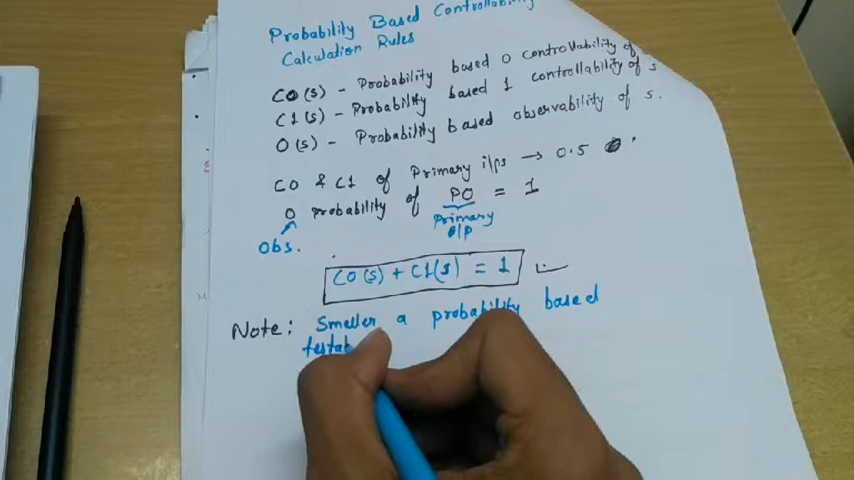 Probability Based Controllability
Calculation Rules
C0(s) - Probability based 0 controllability of
C1(s) - Probability based 1 controllability of s
O(s) - Probability based observability of s.
C0 & C1 of Primary i/ps → 0.5
O probability of PO = 1
Obs.
Primary
o/p
C0(s) + C1(s) = 1
Note: Smaller a probability based
testab